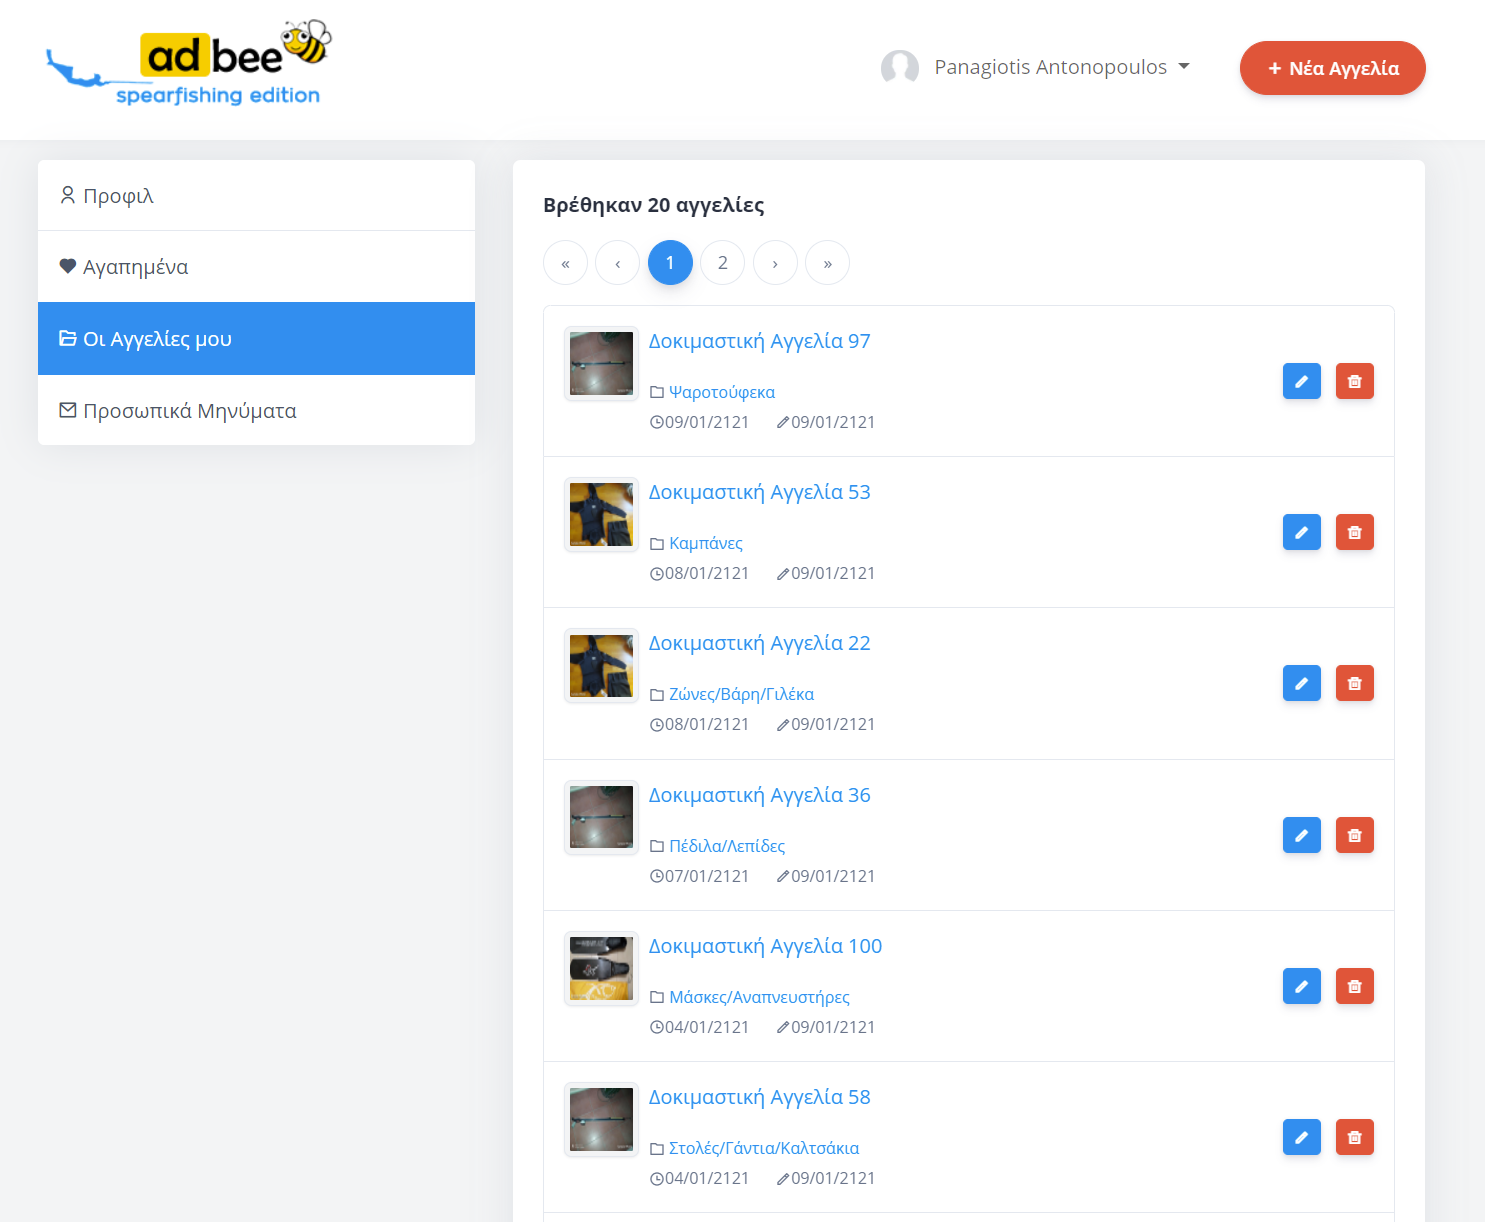 ad bee
spearfishing edition
Panagiotis Antonopoulos
+ Νέα Αγγελία
Προφιλ
Αγαπημένα
Οι Αγγελίες μου
Προσωπικά Μηνύματα
Βρέθηκαν 20 αγγελίες
« ‹ 1 2 › »
Δοκιμαστική Αγγελία 97
Ψαροτούφεκα
09/01/2121 09/01/2121
Δοκιμαστική Αγγελία 53
Καμπάνες
08/01/2121 09/01/2121
Δοκιμαστική Αγγελία 22
Ζώνες/Βάρη/Γιλέκα
08/01/2121 09/01/2121
Δοκιμαστική Αγγελία 36
Πέδιλα/Λεπίδες
07/01/2121 09/01/2121
Δοκιμαστική Αγγελία 100
Μάσκες/Αναπνευστήρες
04/01/2121 09/01/2121
Δοκιμαστική Αγγελία 58
Στολές/Γάντια/Καλτσάκια
04/01/2121 09/01/2121